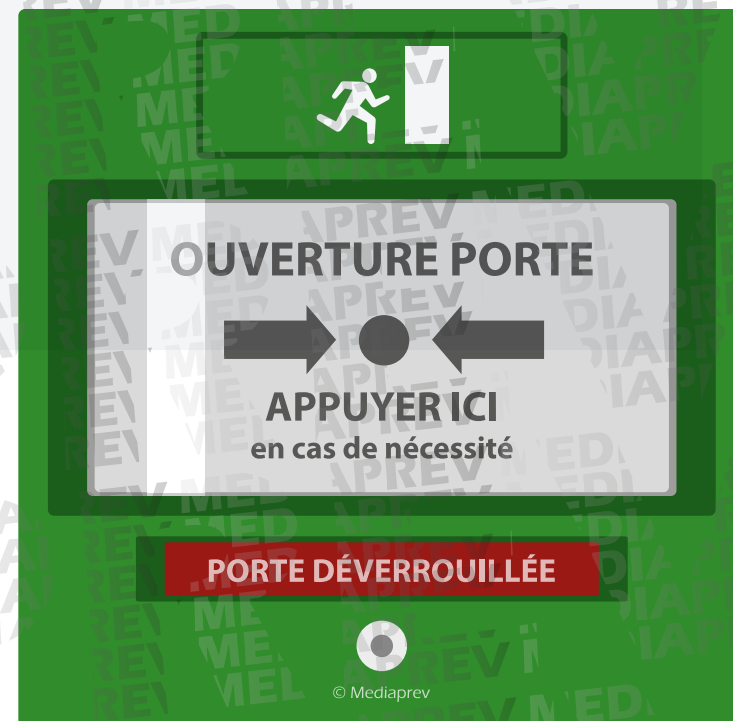 OUVERTURE PORTE
APPUYER ICI
en cas de nécessité
PORTE DÉVERROUILLÉE
© Mediaprev